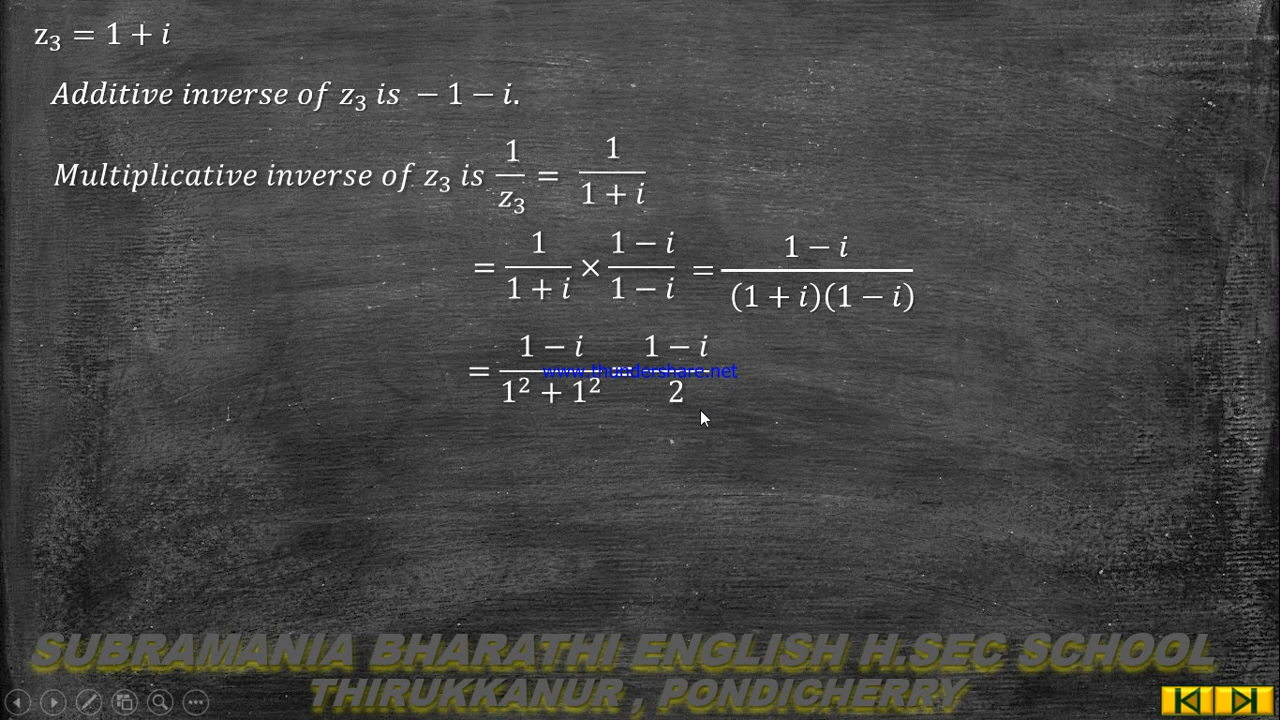 z₃ = 1 + i
Additive inverse of z₃ is − 1 − i.
Multiplicative inverse of z₃ is 1/z₃ = 1/(1 + i)
= 1/(1 + i) × (1 − i)/(1 − i) = (1 − i)/((1 + i)(1 − i))
= (1 − i)/(1² + 1²) = (1 − i)/2
www.thundershare.net
SUBRAMANIA BHARATHI ENGLISH H.SEC SCHOOL
THIRUKKANUR , PONDICHERRY